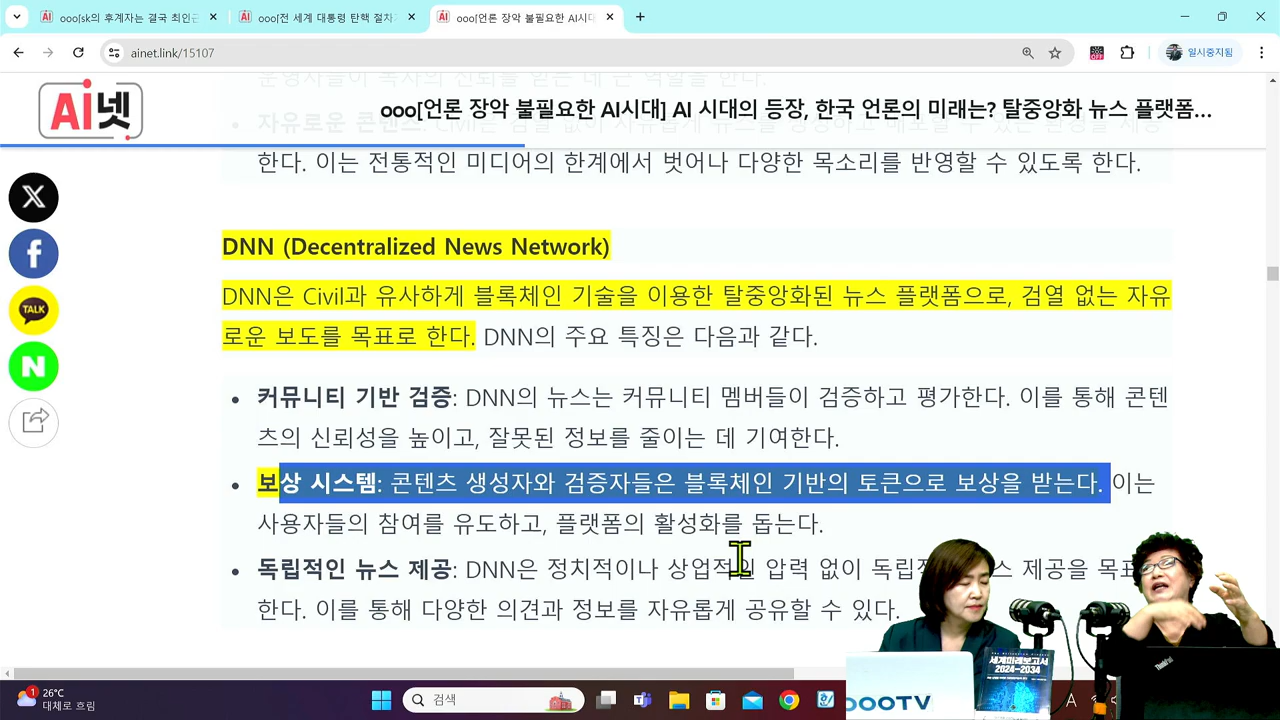 ooo[sk의 후계자는 결국 최인근
ooo[전 세계 대통령 탄핵 절차
ooo[언론 장악 불필요한 AI시대
ainet.link/15107
OFF
일시중지됨
Ai넷
ooo[언론 장악 불필요한 AI시대] AI 시대의 등장, 한국 언론의 미래는? 탈중앙화 뉴스 플랫폼...
한다. 이는 전통적인 미디어의 한계에서 벗어나 다양한 목소리를 반영할 수 있도록 한다.
TALK
N
DNN (Decentralized News Network)
DNN은 Civil과 유사하게 블록체인 기술을 이용한 탈중앙화된 뉴스 플랫폼으로, 검열 없는 자유
로운 보도를 목표로 한다. DNN의 주요 특징은 다음과 같다.
커뮤니티 기반 검증: DNN의 뉴스는 커뮤니티 멤버들이 검증하고 평가한다. 이를 통해 콘텐
츠의 신뢰성을 높이고, 잘못된 정보를 줄이는 데 기여한다.
보상 시스템: 콘텐츠 생성자와 검증자들은 블록체인 기반의 토큰으로 보상을 받는다. 이는
사용자들의 참여를 유도하고, 플랫폼의 활성화를 돕는다.
독립적인 뉴스 제공: DNN은 정치적이나 상업적인 압력 없이 제공을
한다. 이를 통해 다양한 의견과 정보를 자유롭게 공유할 수 있다.
세계미래보고서
2024-2034
ThinkPad
oooTV
1
26°C
대체로 흐림
검색
A